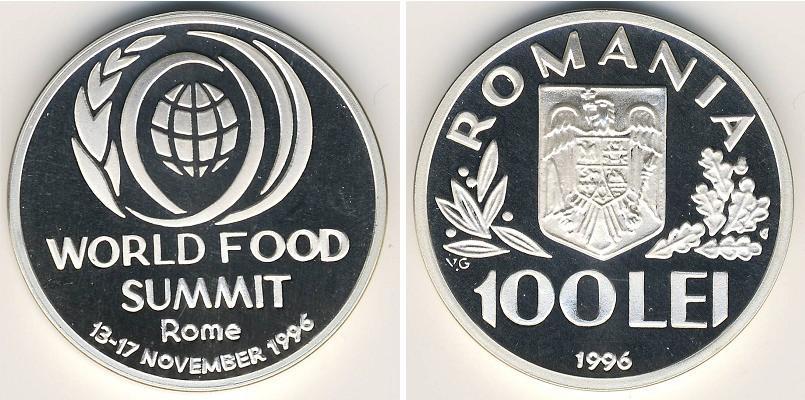 WORLD FOOD
SUMMIT
Rome
13-17 NOVEMBER 1996
ROMANIA
V.G
100 LEI
1996